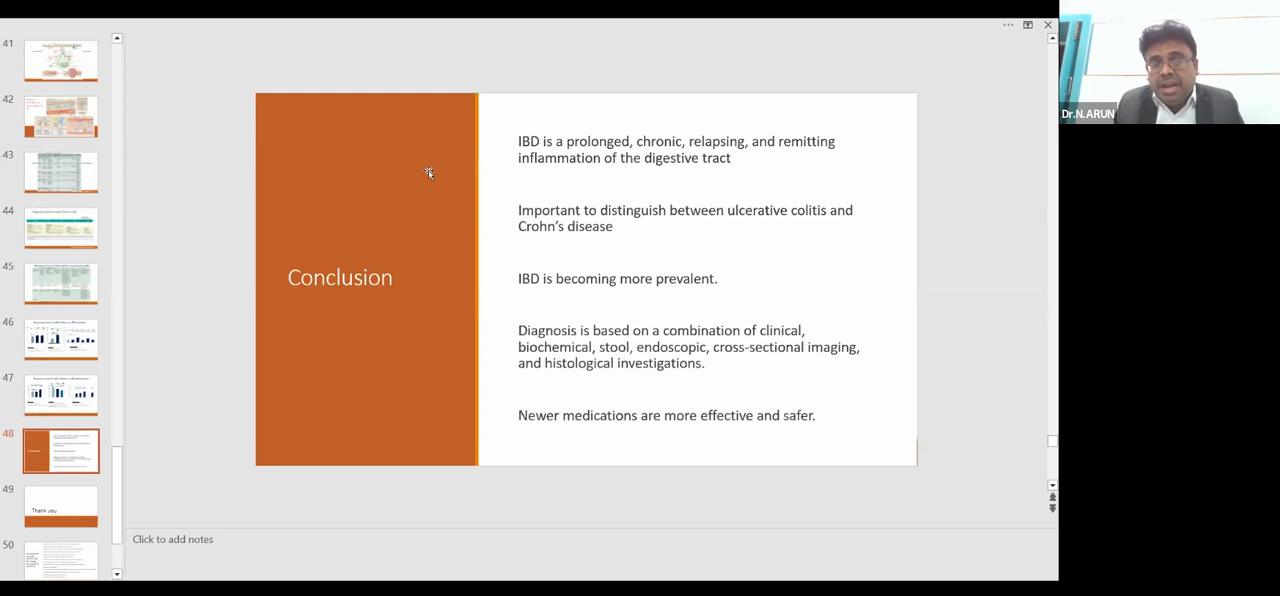 41
42
43
44
45
46
47
48
49
Thank you
50
Conclusion
IBD is a prolonged, chronic, relapsing, and remitting
inflammation of the digestive tract
Important to distinguish between ulcerative colitis and
Crohn's disease
IBD is becoming more prevalent.
Diagnosis is based on a combination of clinical,
biochemical, stool, endoscopic, cross-sectional imaging,
and histological investigations.
Newer medications are more effective and safer.
Click to add notes
Dr.N.ARUN